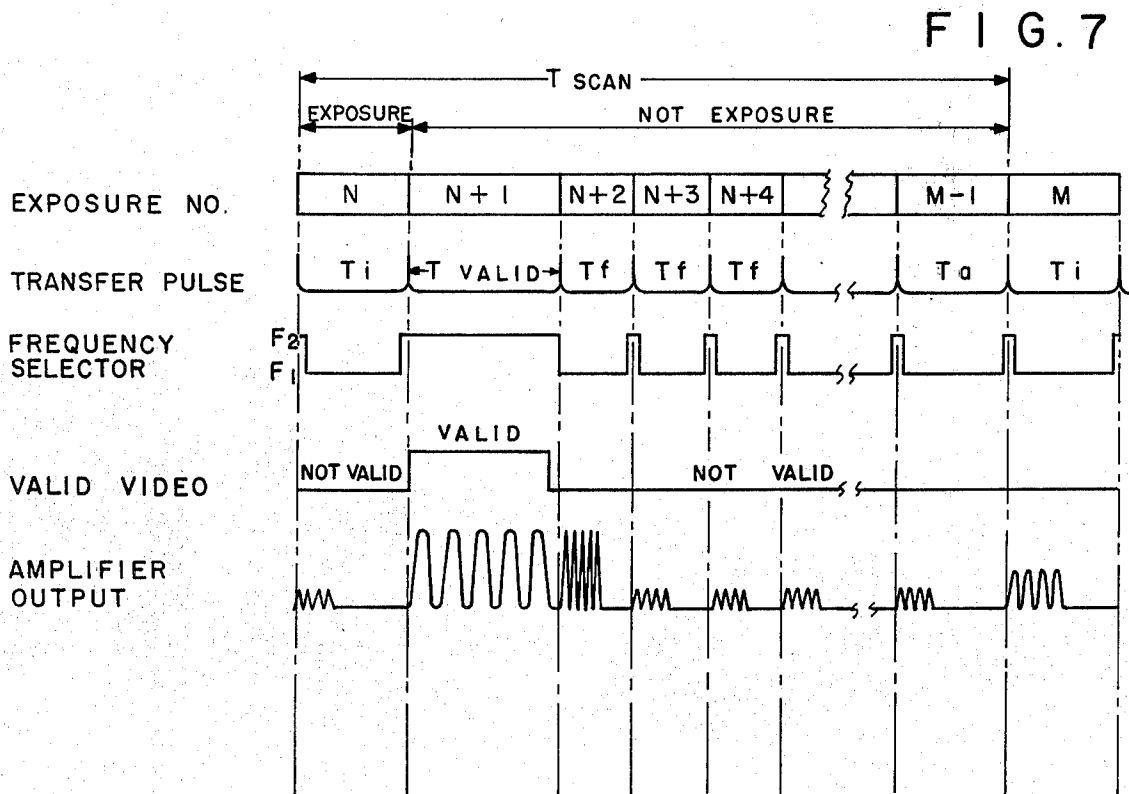 FIG. 7
T SCAN
EXPOSURE NOT EXPOSURE
EXPOSURE NO. N N+1 N+2 N+3 N+4 M-1 M
TRANSFER PULSE Ti T VALID Tf Tf Tf Ta Ti
FREQUENCY SELECTOR F2 F1
VALID
VALID VIDEO NOT VALID NOT VALID
AMPLIFIER OUTPUT